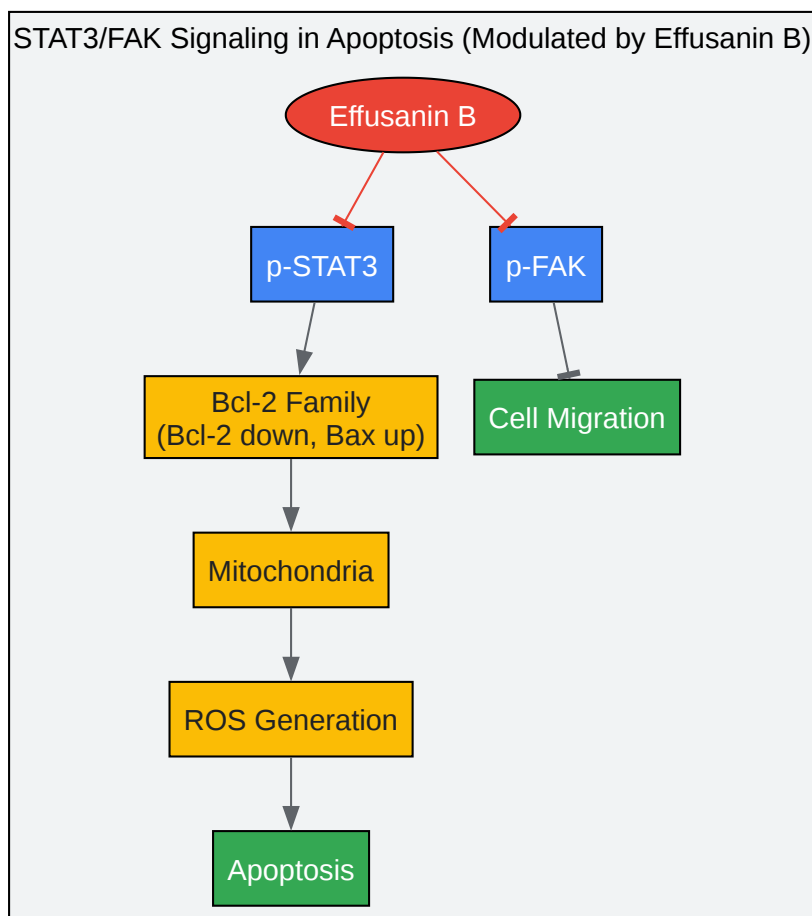 STAT3/FAK Signaling in Apoptosis (Modulated by Effusanin B)
Effusanin B
p-STAT3
p-FAK
Bcl-2 Family
(Bcl-2 down, Bax up)
Cell Migration
Mitochondria
ROS Generation
Apoptosis